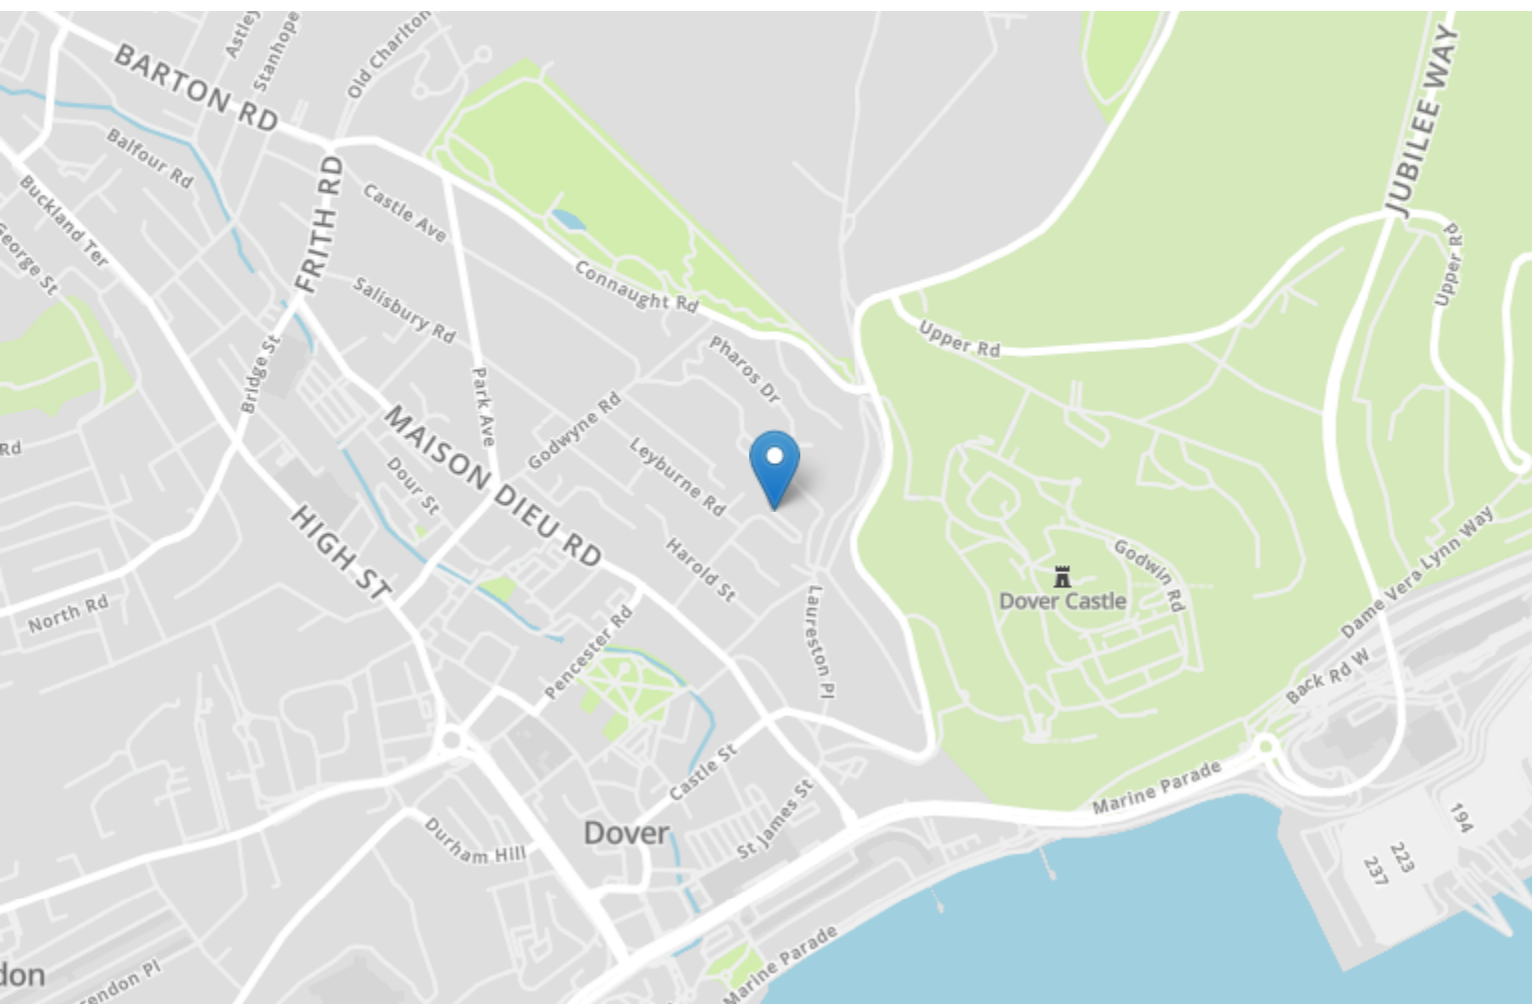 Astley
Stanhope
Old Charlton
BARTON RD
JUBILEE WAY
Balfour Rd
FRITH RD
Buckland Ter
Castle Ave
George St
Upper Rd
Connaught Rd
Salisbury Rd
Upper Rd
Pharos Dr
Bridge St
Park Ave
Godwyne Rd
MAISON DIEU RD
Leyburne Rd
Rd
Dour St
HIGH ST
Harold St
Godwin Rd
Dame Vera Lynn Way
Dover Castle
North Rd
Laureston Pl
Pencester Rd
Back Rd W
Castle St
Marine Parade
St James St
Dover
Durham Hill
194
223
237
Marine Parade
don
rendon Pl